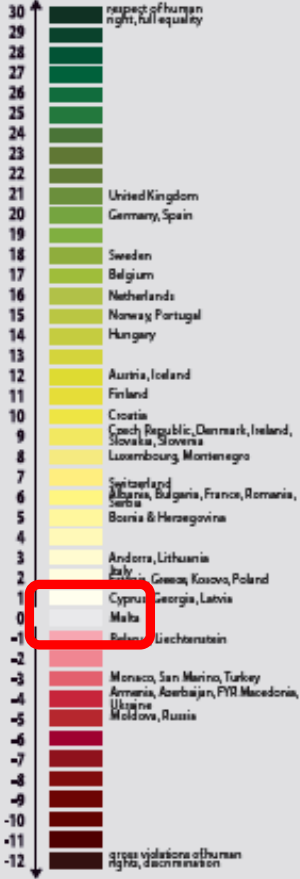 30 respect of human
right, full equality
29
28
27
26
25
24
23
22
21 United Kingdom
20 Germany, Spain
19
18 Sweden
17 Belgium
16 Netherlands
15 Norway, Portugal
14 Hungary
13
12 Austria, Iceland
11 Finland
10 Croatia
9 Czech Republic, Denmark, Ireland,
Slovakia, Slovenia
8 Luxembourg, Montenegro
7 Switzerland
6 Albania, Bulgaria, France, Romania,
Serbia
5 Bosnia & Herzegovina
4
3 Andorra, Lithuania
Italy
2 Estonia, Greece, Kosovo, Poland
1 Cyprus, Georgia, Latvia
0 Malta
-1 Belarus, Liechtenstein
-2
-3 Monaco, San Marino, Turkey
-4 Armenia, Azerbaijan, FYR Macedonia,
Ukraine
-5 Moldova, Russia
-6
-7
-8
-9
-10
-11
-12 gross violations of human
rights, discrimination